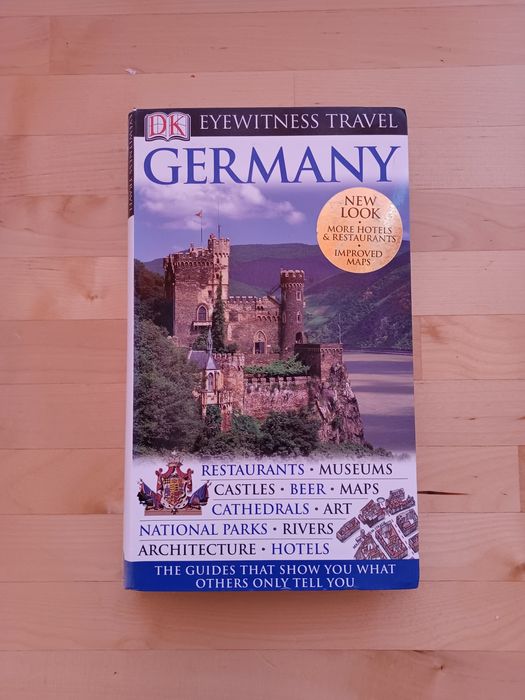 DK EYEWITNESS TRAVEL
GERMANY
NEW
LOOK
•
MORE HOTELS
& RESTAURANTS
•
IMPROVED
MAPS
RESTAURANTS • MUSEUMS
CASTLES • BEER • MAPS
CATHEDRALS • ART
NATIONAL PARKS • RIVERS
ARCHITECTURE • HOTELS
THE GUIDES THAT SHOW YOU WHAT
OTHERS ONLY TELL YOU